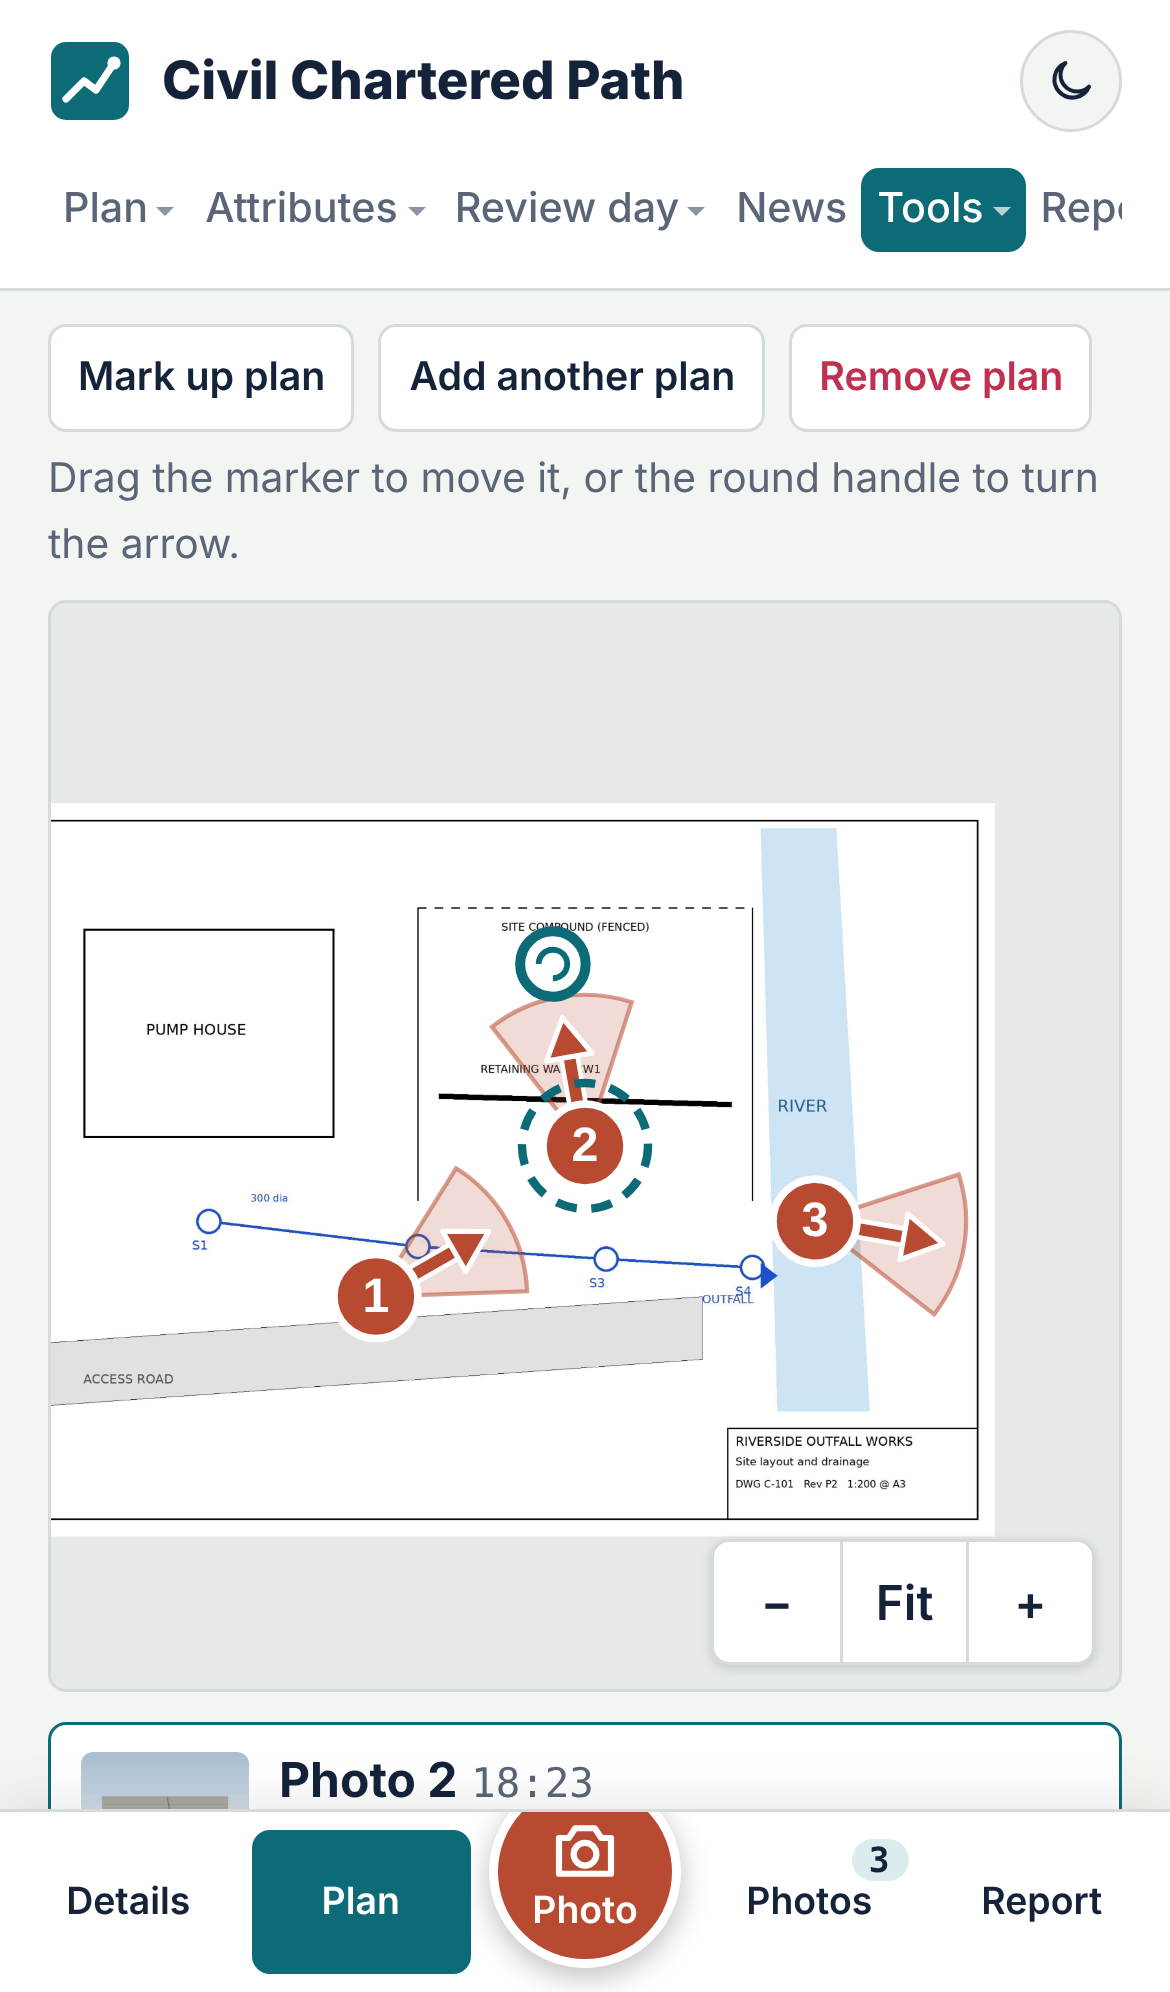 Civil Chartered Path
Plan Attributes Review day News Tools
Mark up plan Add another plan Remove plan
Drag the marker to move it, or the round handle to turn
the arrow.
SITE COMPOUND (FENCED)
PUMP HOUSE
RETAINING W1
RIVER
2
300 dia
S1
3
1
S3
S4
OUTFALL
ACCESS ROAD
RIVERSIDE OUTFALL WORKS
Site layout and drainage
DWG C-101 Rev P2 1:200 @ A3
– Fit +
Photo 2 18:23
3
Details Plan Photo Photos Report